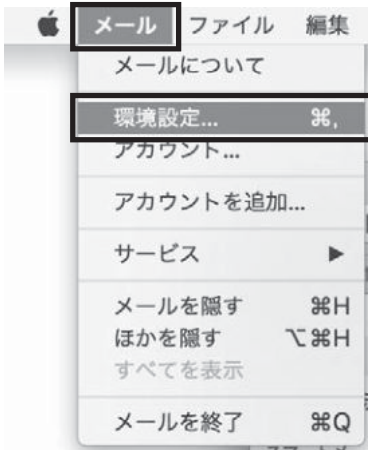 メール ファイル 編集
メールについて
環境設定... ⌘,
アカウント...
アカウントを追加...
サービス ▶
メールを隠す ⌘H
ほかを隠す ⌥⌘H
すべてを表示
メールを終了 ⌘Q